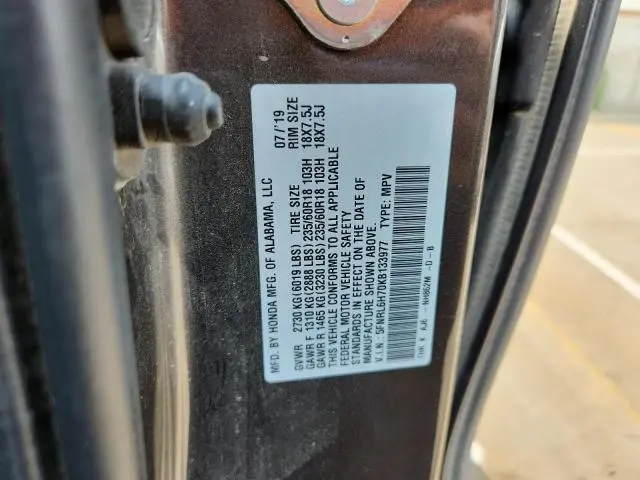 MFD. BY HONDA MFG. OF ALABAMA, LLC 07/'19
GVWR 2730 KG (6019 LBS) TIRE SIZE RIM SIZE
GAWR F 1310 KG (2888 LBS) 235/60R18 103H 18X7.5J
GAWR R 1465 KG (3230 LBS) 235/60R18 103H 18X7.5J
THIS VEHICLE CONFORMS TO ALL APPLICABLE
FEDERAL MOTOR VEHICLE SAFETY
STANDARDS IN EFFECT ON THE DATE OF
MANUFACTURE SHOWN ABOVE.
V.I.N.: 5FNRL6H70KB133977 TYPE: MPV
THR K AJ6 NH862M -D - B